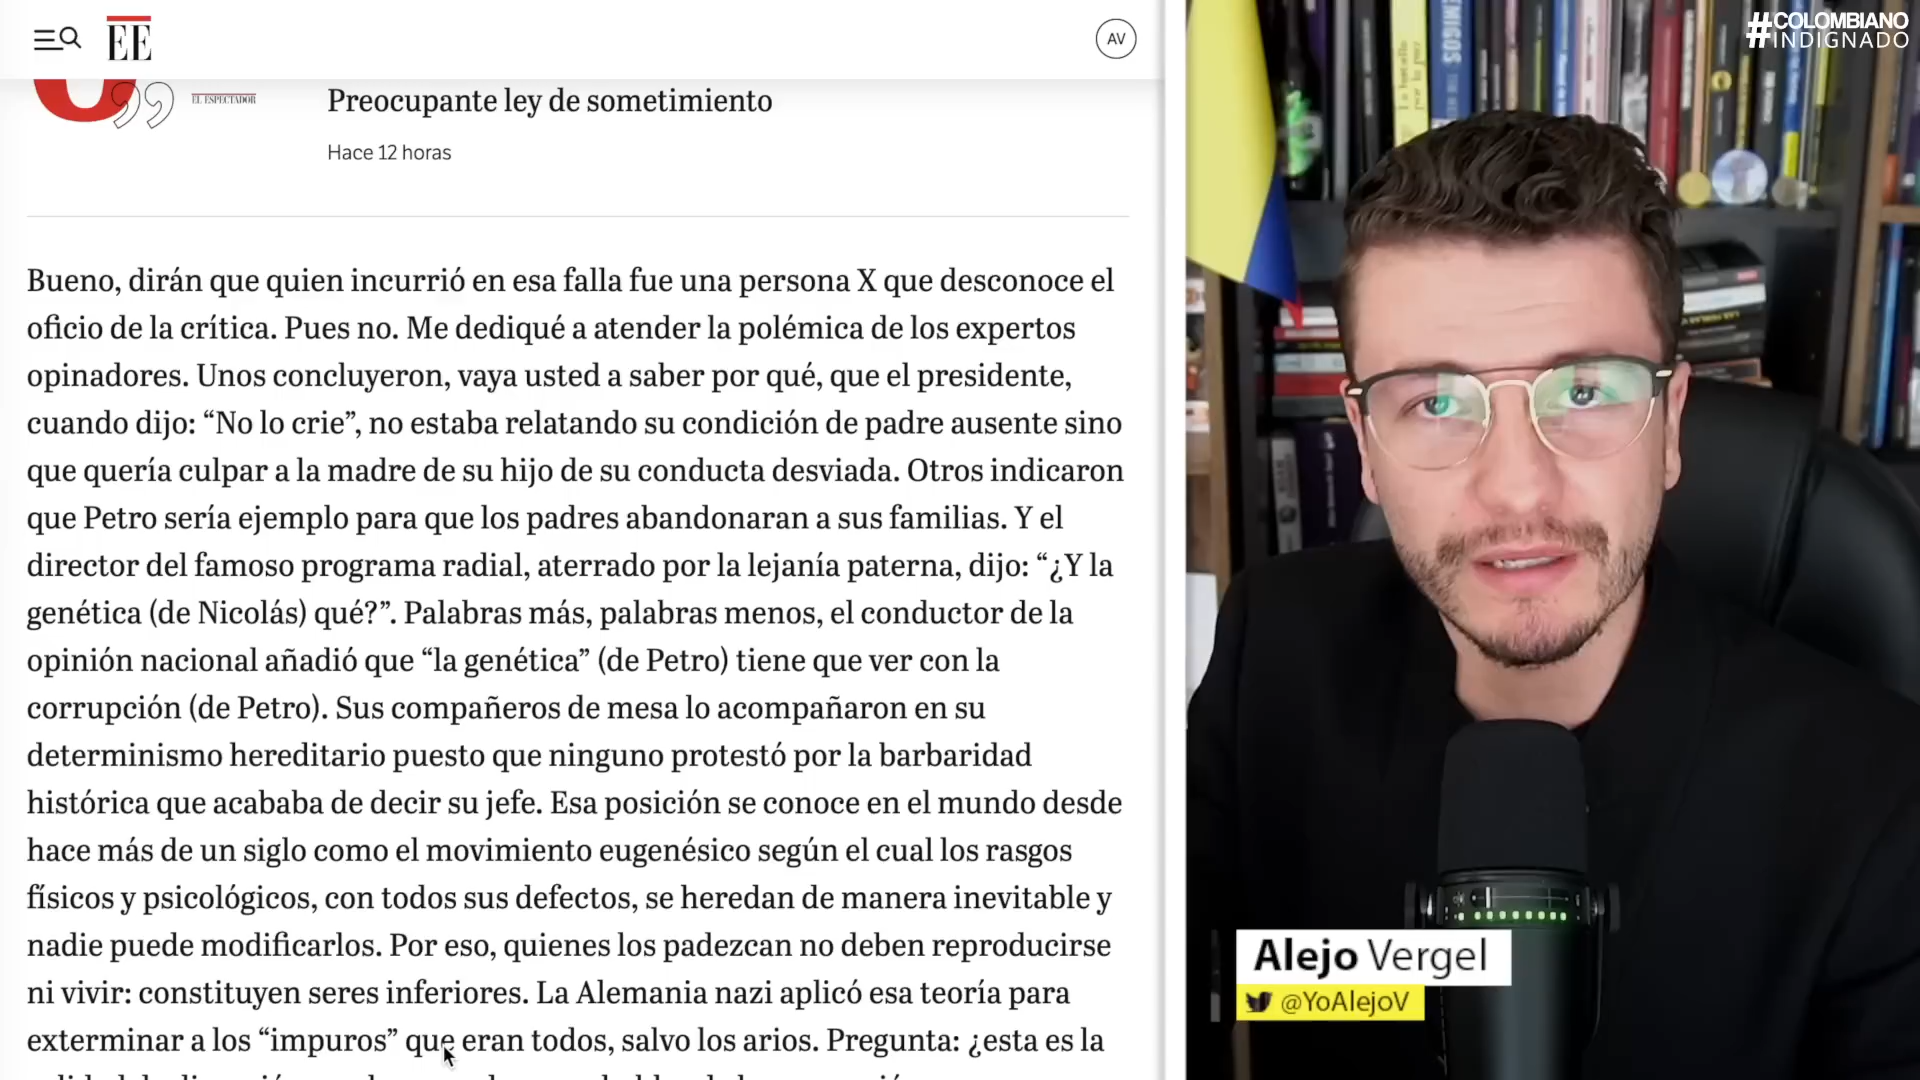 EE
AV
EL ESPECTADOR
Preocupante ley de sometimiento
Hace 12 horas
Bueno, dirán que quien incurrió en esa falla fue una persona X que desconoce el
oficio de la crítica. Pues no. Me dediqué a atender la polémica de los expertos
opinadores. Unos concluyeron, vaya usted a saber por qué, que el presidente,
cuando dijo: “No lo crie”, no estaba relatando su condición de padre ausente sino
que quería culpar a la madre de su hijo de su conducta desviada. Otros indicaron
que Petro sería ejemplo para que los padres abandonaran a sus familias. Y el
director del famoso programa radial, aterrado por la lejanía paterna, dijo: “¿Y la
genética (de Nicolás) qué?”. Palabras más, palabras menos, el conductor de la
opinión nacional añadió que “la genética” (de Petro) tiene que ver con la
corrupción (de Petro). Sus compañeros de mesa lo acompañaron en su
determinismo hereditario puesto que ninguno protestó por la barbaridad
histórica que acababa de decir su jefe. Esa posición se conoce en el mundo desde
hace más de un siglo como el movimiento eugenésico según el cual los rasgos
físicos y psicológicos, con todos sus defectos, se heredan de manera inevitable y
nadie puede modificarlos. Por eso, quienes los padezcan no deben reproducirse
ni vivir: constituyen seres inferiores. La Alemania nazi aplicó esa teoría para
exterminar a los “impuros” que eran todos, salvo los arios. Pregunta: ¿esta es la
#COLOMBIANO
INDIGNADO
Alejo Vergel
@YoAlejoV